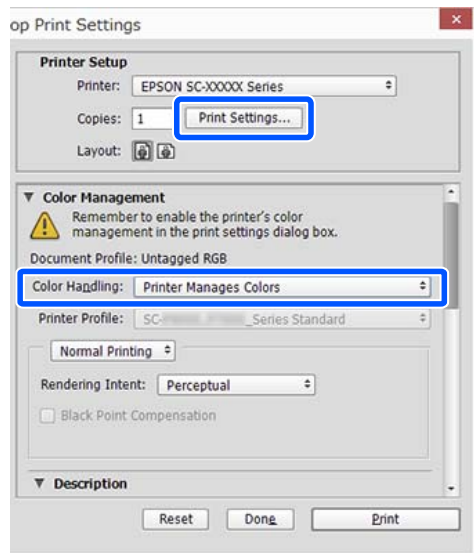 op Print Settings
Printer Setup
Printer: EPSON SC-XXXXX Series
Copies: 1 Print Settings...
Layout:
Color Management
Remember to enable the printer's color
management in the print settings dialog box.
Document Profile: Untagged RGB
Color Handling: Printer Manages Colors
Printer Profile: SC- _Series Standard
Normal Printing
Rendering Intent: Perceptual
Black Point Compensation
Description
Reset Done Print